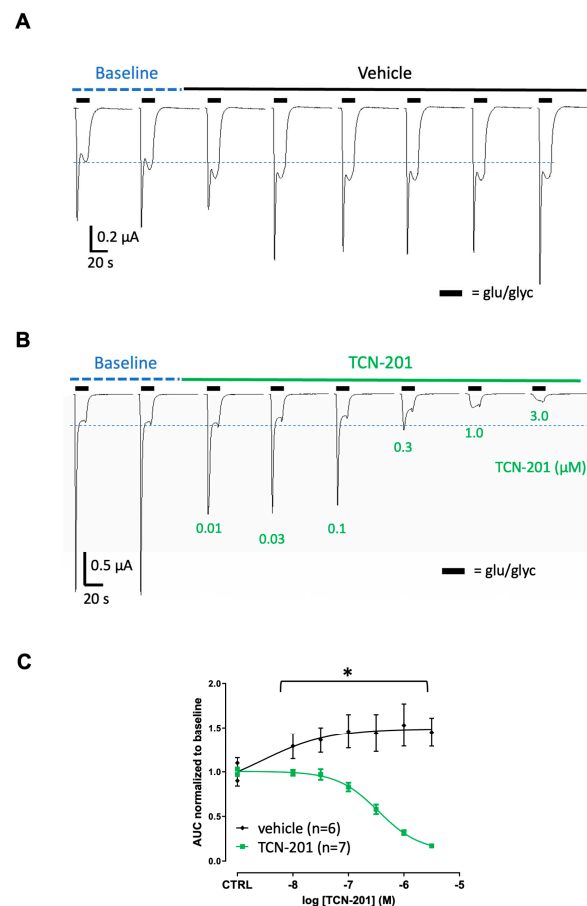 A
Baseline Vehicle
0.2 µA
20 s
= glu/glyc
B
Baseline TCN-201
3.0
0.3 1.0
TCN-201 (µM)
0.01 0.03 0.1
0.5 µA
20 s
= glu/glyc
C
*
AUC normalized to baseline
2.0
1.5
1.0
0.5
0.0
vehicle (n=6)
TCN-201 (n=7)
CTRL -8 -7 -6 -5
log [TCN-201] (M)